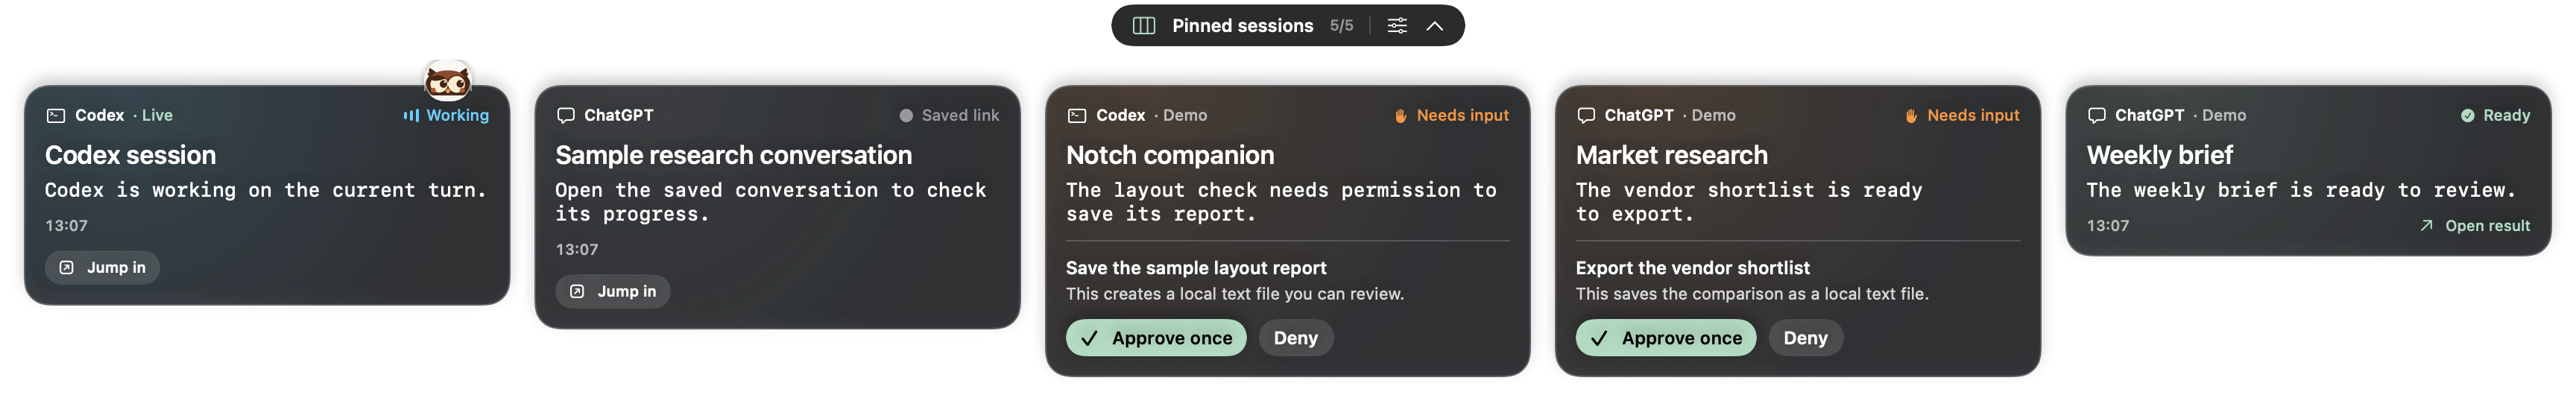 Pinned sessions 5/5
Codex · Live
Working
Codex session
Codex is working on the current turn.
13:07
Jump in
ChatGPT
Saved link
Sample research conversation
Open the saved conversation to check
its progress.
13:07
Jump in
Codex · Demo
Needs input
Notch companion
The layout check needs permission to
save its report.
Save the sample layout report
This creates a local text file you can review.
Approve once
Deny
ChatGPT · Demo
Needs input
Market research
The vendor shortlist is ready
to export.
Export the vendor shortlist
This saves the comparison as a local text file.
Approve once
Deny
ChatGPT · Demo
Ready
Weekly brief
The weekly brief is ready to review.
13:07
Open result